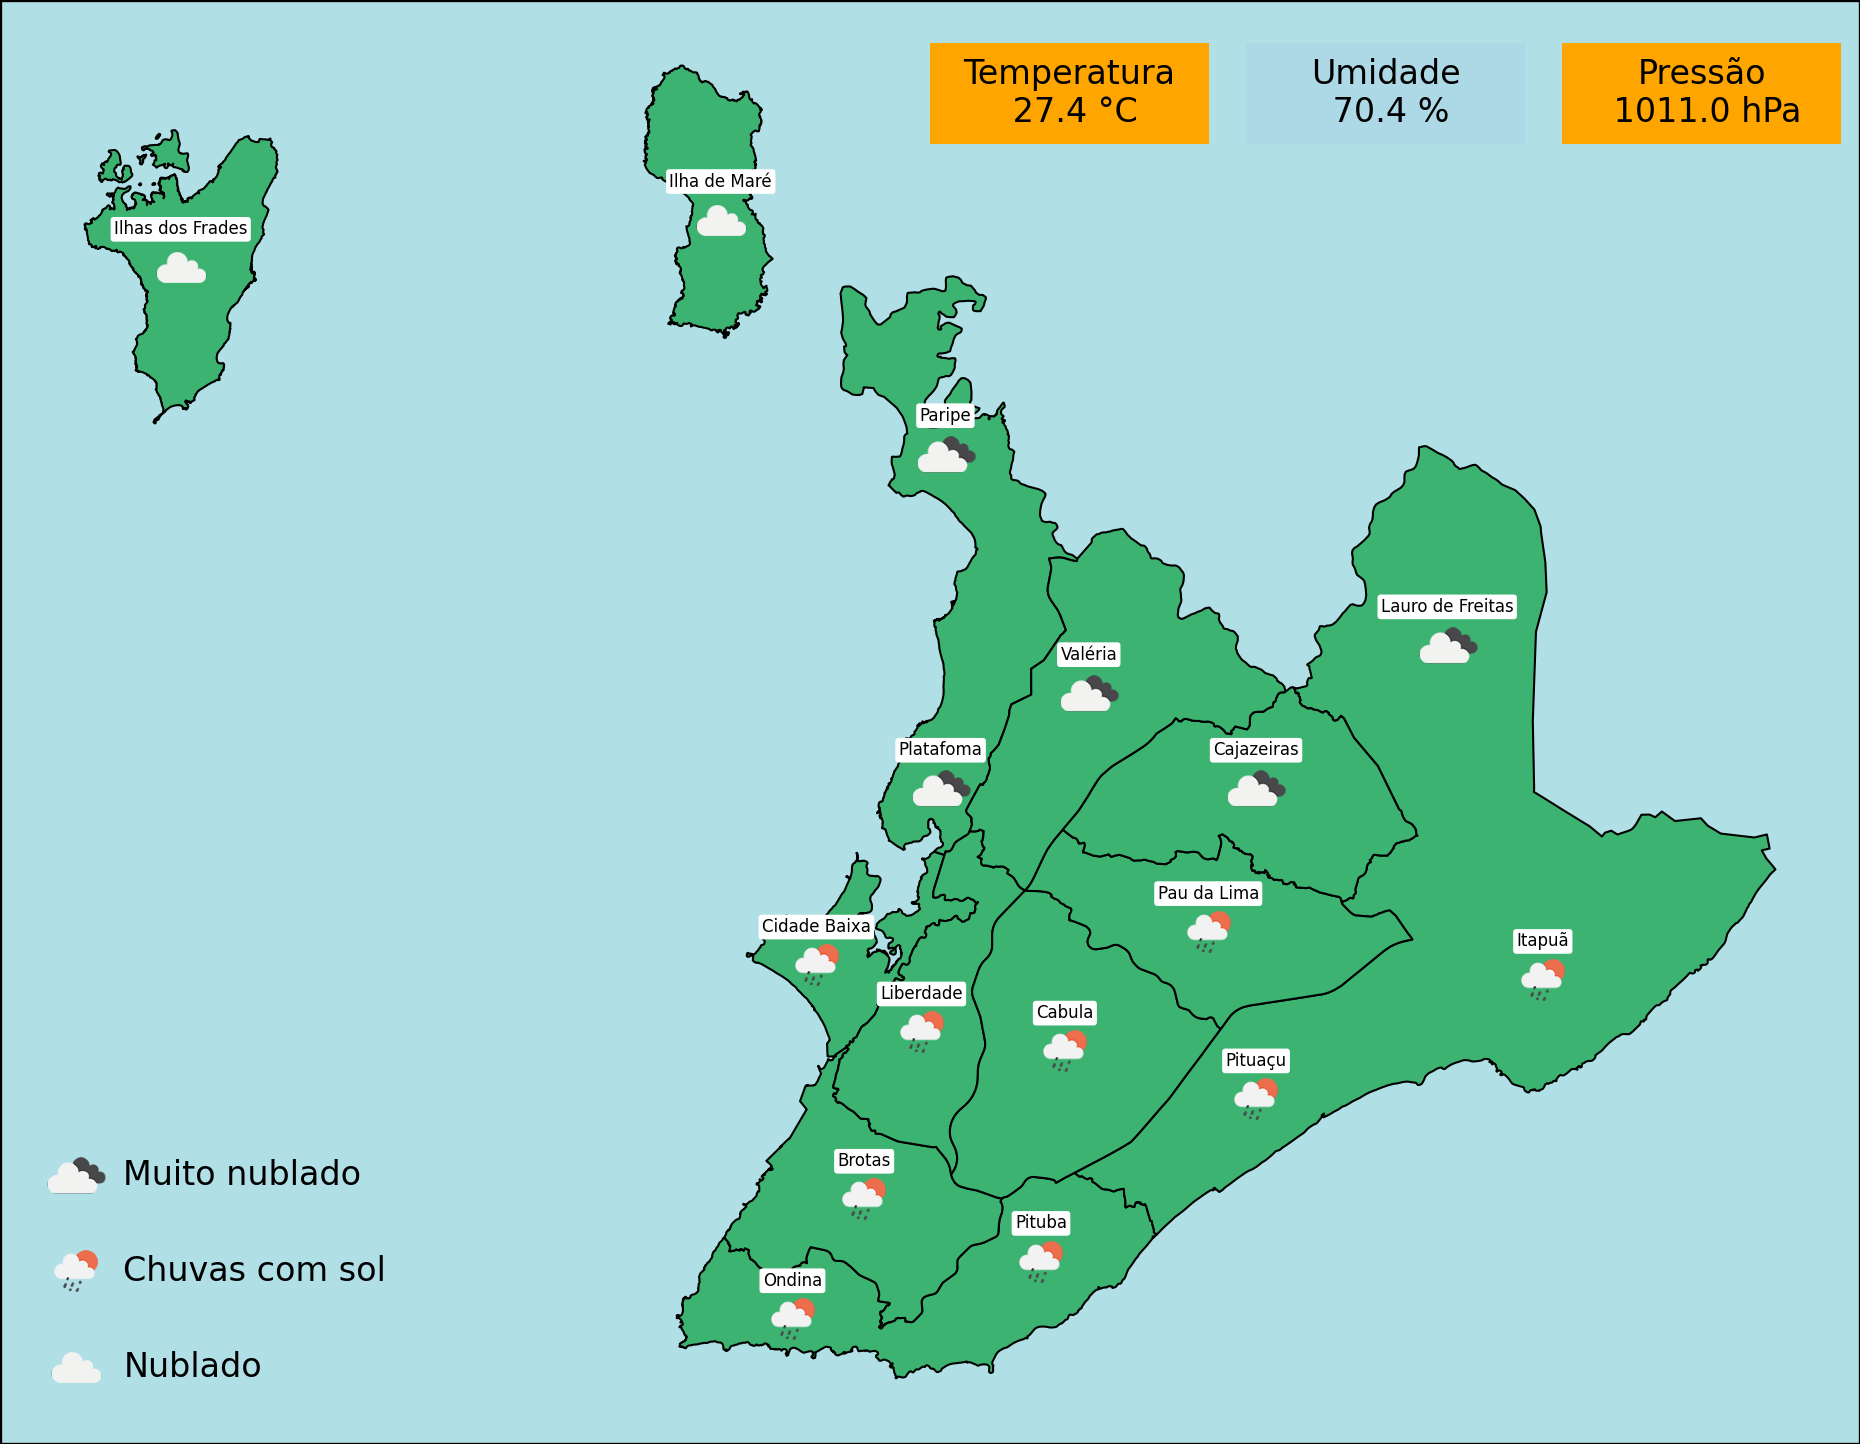 Temperatura
27.4 °C
Umidade
70.4 %
Pressão
1011.0 hPa
Ilha de Maré
Ilhas dos Frades
Paripe
Lauro de Freitas
Valéria
Platafoma
Cajazeiras
Pau da Lima
Cidade Baixa
Itapuã
Liberdade
Cabula
Pituaçu
Brotas
Pituba
Ondina
Muito nublado
Chuvas com sol
Nublado